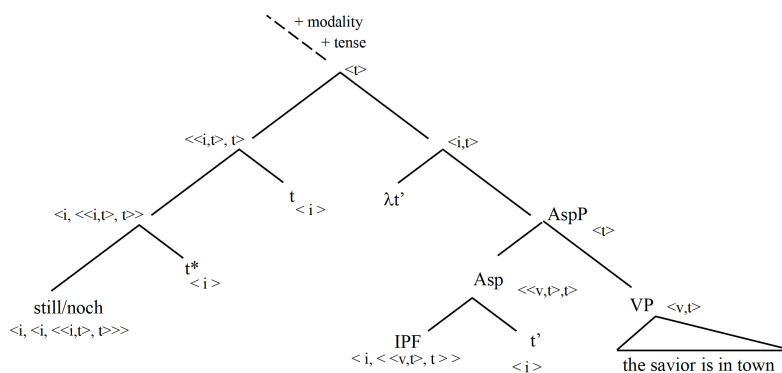 + modality
+ tense
<t>
<<i,t>, t>
<i,t>
t
< i >
λt’
<i, <<i,t>, t>>
AspP
<t>
t*
< i >
Asp
<<v,t>,t>
still/noch
<i, <i, <<i,t>, t>>>
VP
<v,t>
IPF
< i, < <v,t>, t > >
t’
< i >
the savior is in town